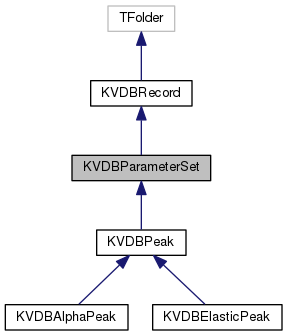 TFolder
KVDBRecord
KVDBParameterSet
KVDBPeak
KVDBAlphaPeak
KVDBElasticPeak